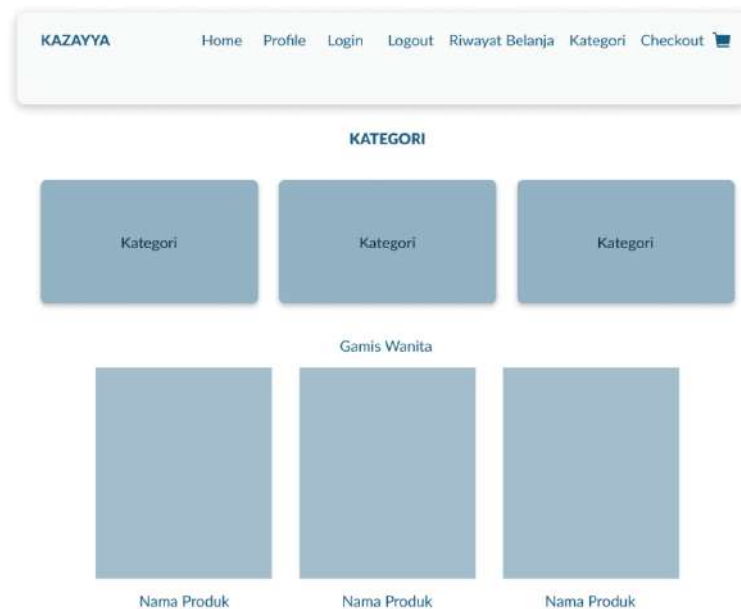 KAZAYYA Home Profile Login Logout Riwayat Belanja Kategori Checkout
KATEGORI
Kategori Kategori Kategori
Gamis Wanita
Nama Produk Nama Produk Nama Produk